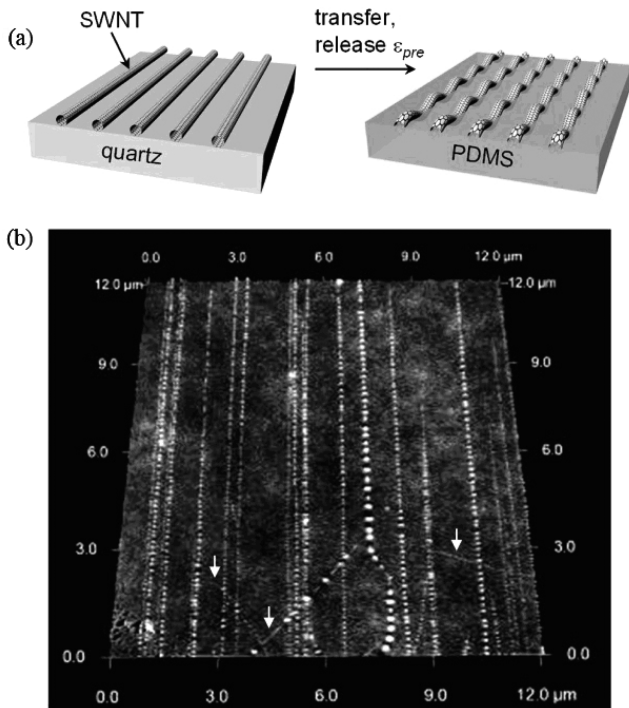 (a)
SWNT
transfer,
release ε_pre
quartz
PDMS
(b)
0.0 3.0 6.0 9.0 12.0
12.0 µm 12.0 µm
9.0 9.0
6.0 6.0
3.0 3.0
0.0 0.0
0.0 3.0 6.0 9.0 12.0 µm